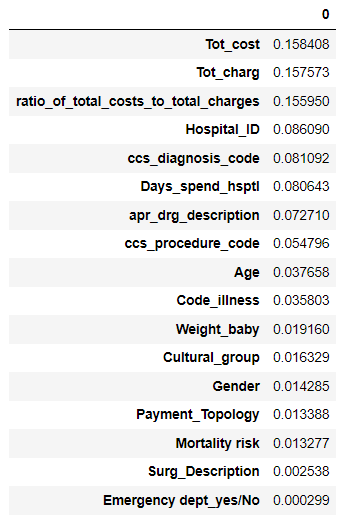 0
Tot_cost 0.158408
Tot_charg 0.157573
ratio_of_total_costs_to_total_charges 0.155950
Hospital_ID 0.086090
ccs_diagnosis_code 0.081092
Days_spend_hsptl 0.080643
apr_drg_description 0.072710
ccs_procedure_code 0.054796
Age 0.037658
Code_illness 0.035803
Weight_baby 0.019160
Cultural_group 0.016329
Gender 0.014285
Payment_Topology 0.013388
Mortality risk 0.013277
Surg_Description 0.002538
Emergency dept_yes/No 0.000299